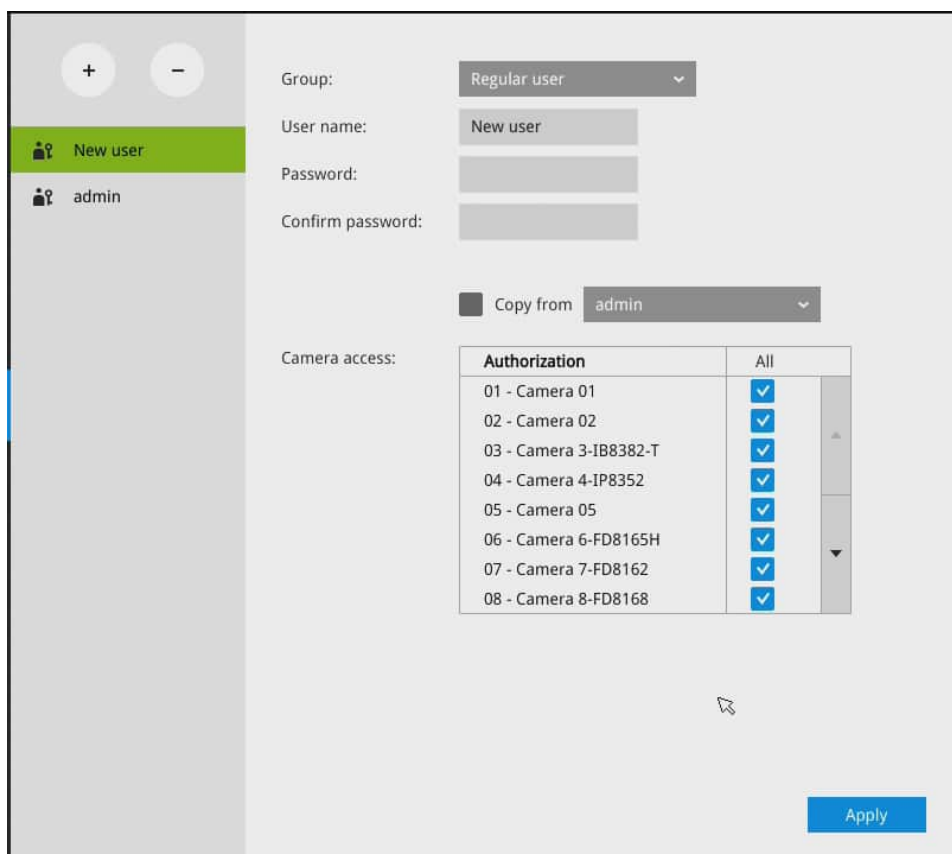 + −
New user
admin
Group: Regular user
User name: New user
Password:
Confirm password:
Copy from admin
Camera access:
Authorization All
01 - Camera 01
02 - Camera 02
03 - Camera 3-IB8382-T
04 - Camera 4-IP8352
05 - Camera 05
06 - Camera 6-FD8165H
07 - Camera 7-FD8162
08 - Camera 8-FD8168
Apply